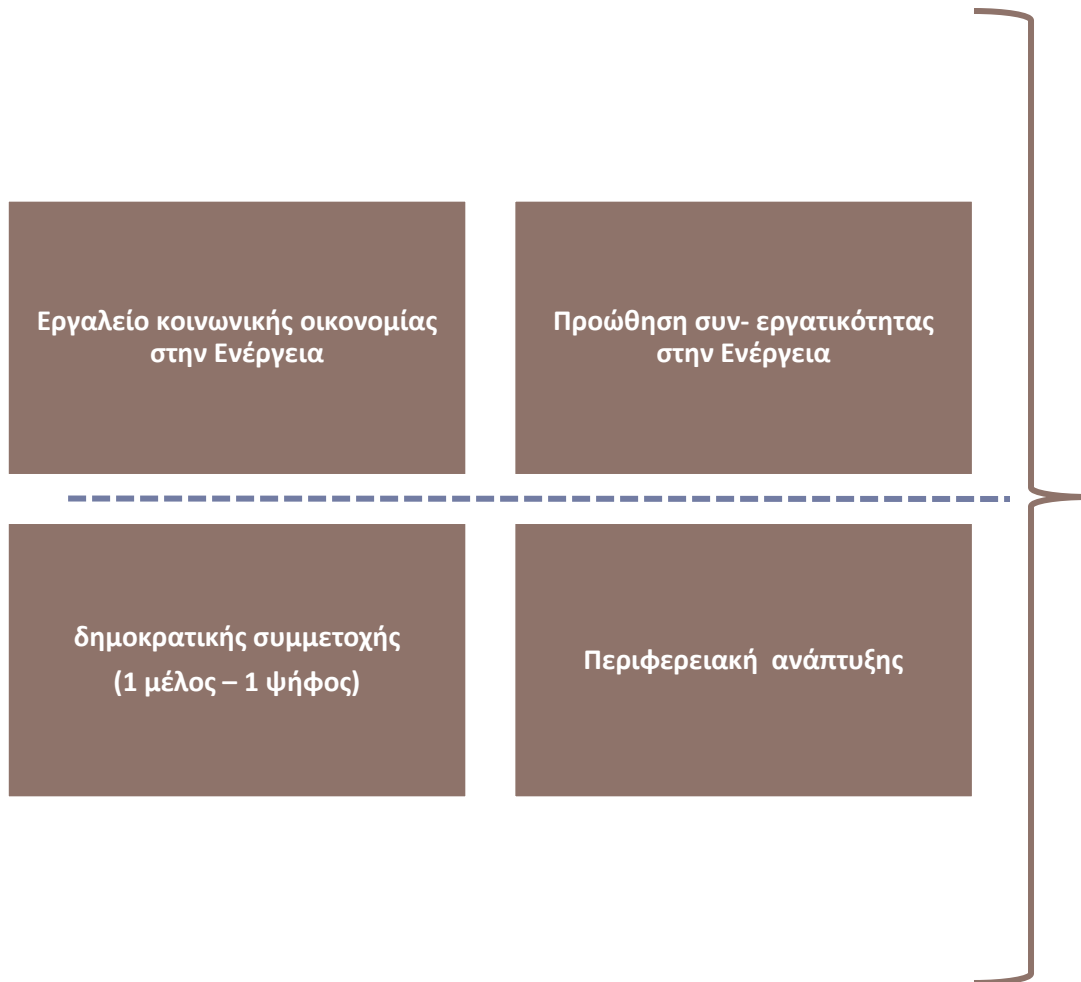 Εργαλείο κοινωνικής οικονομίας
στην Ενέργεια
Προώθηση συν- εργατικότητας
στην Ενέργεια
δημοκρατικής συμμετοχής
(1 μέλος – 1 ψήφος)
Περιφερειακή  ανάπτυξης